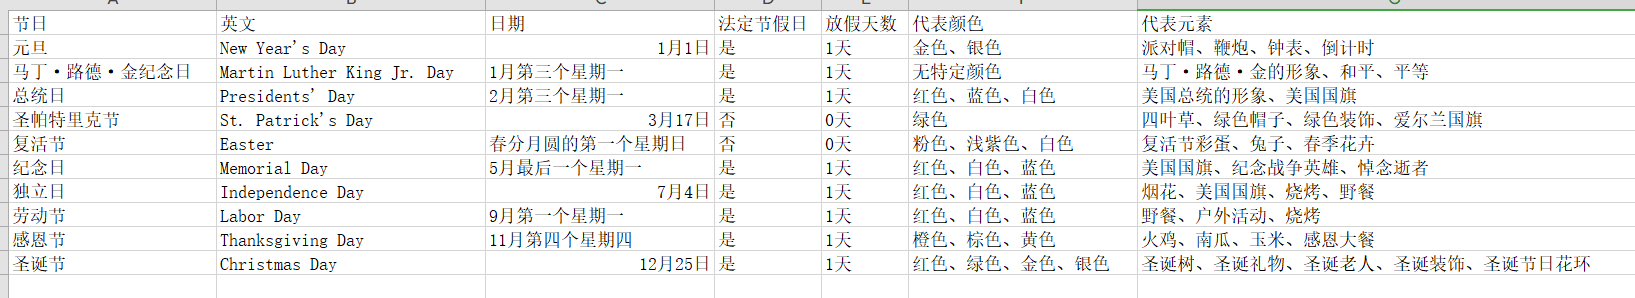 节日 英文 日期 法定节假日 放假天数 代表颜色 代表元素
元旦 New Year's Day 1月1日 是 1天 金色、银色 派对帽、鞭炮、钟表、倒计时
马丁·路德·金纪念日 Martin Luther King Jr. Day 1月第三个星期一 是 1天 无特定颜色 马丁·路德·金的形象、和平、平等
总统日 Presidents' Day 2月第三个星期一 是 1天 红色、蓝色、白色 美国总统的形象、美国国旗
圣帕特里克节 St. Patrick's Day 3月17日 否 0天 绿色 四叶草、绿色帽子、绿色装饰、爱尔兰国旗
复活节 Easter 春分月圆的第一个星期日 否 0天 粉色、浅紫色、白色 复活节彩蛋、兔子、春季花卉
纪念日 Memorial Day 5月最后一个星期一 是 1天 红色、白色、蓝色 美国国旗、纪念战争英雄、悼念逝者
独立日 Independence Day 7月4日 是 1天 红色、白色、蓝色 烟花、美国国旗、烧烤、野餐
劳动节 Labor Day 9月第一个星期一 是 1天 红色、白色、蓝色 野餐、户外活动、烧烤
感恩节 Thanksgiving Day 11月第四个星期四 是 1天 橙色、棕色、黄色 火鸡、南瓜、玉米、感恩大餐
圣诞节 Christmas Day 12月25日 是 1天 红色、绿色、金色、银色 圣诞树、圣诞礼物、圣诞老人、圣诞装饰、圣诞节日花环